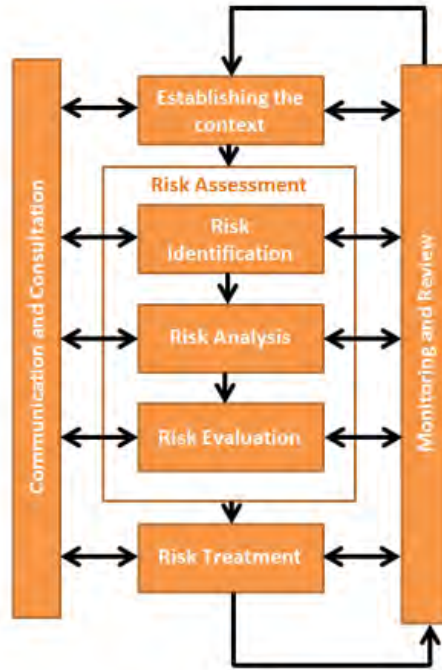 Establishing the
context
Risk Assessment
Risk
Identification
Risk Analysis
Risk Evaluation
Risk Treatment
Communication and Consultation
Monitoring and Review